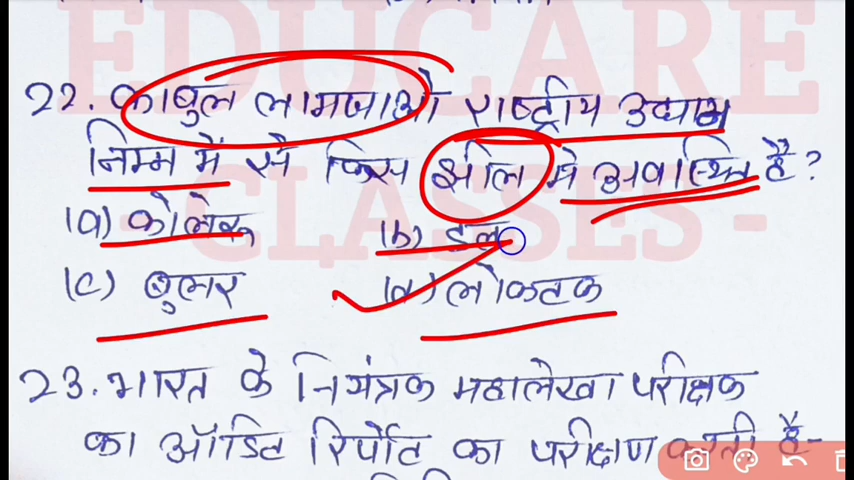 EDUCARE
22. काबुल लामजाओ राष्ट्रीय उद्यान
निम्न में से किस झील मे अवस्थित है?
CLASSES -
(a) कोलेरू (b) डल
(c) वुलर (d) लोकटक
23. भारत के नियंत्रक महालेखा परीक्षक
का ऑडिट रिर्पोट का परीक्षण करती है-